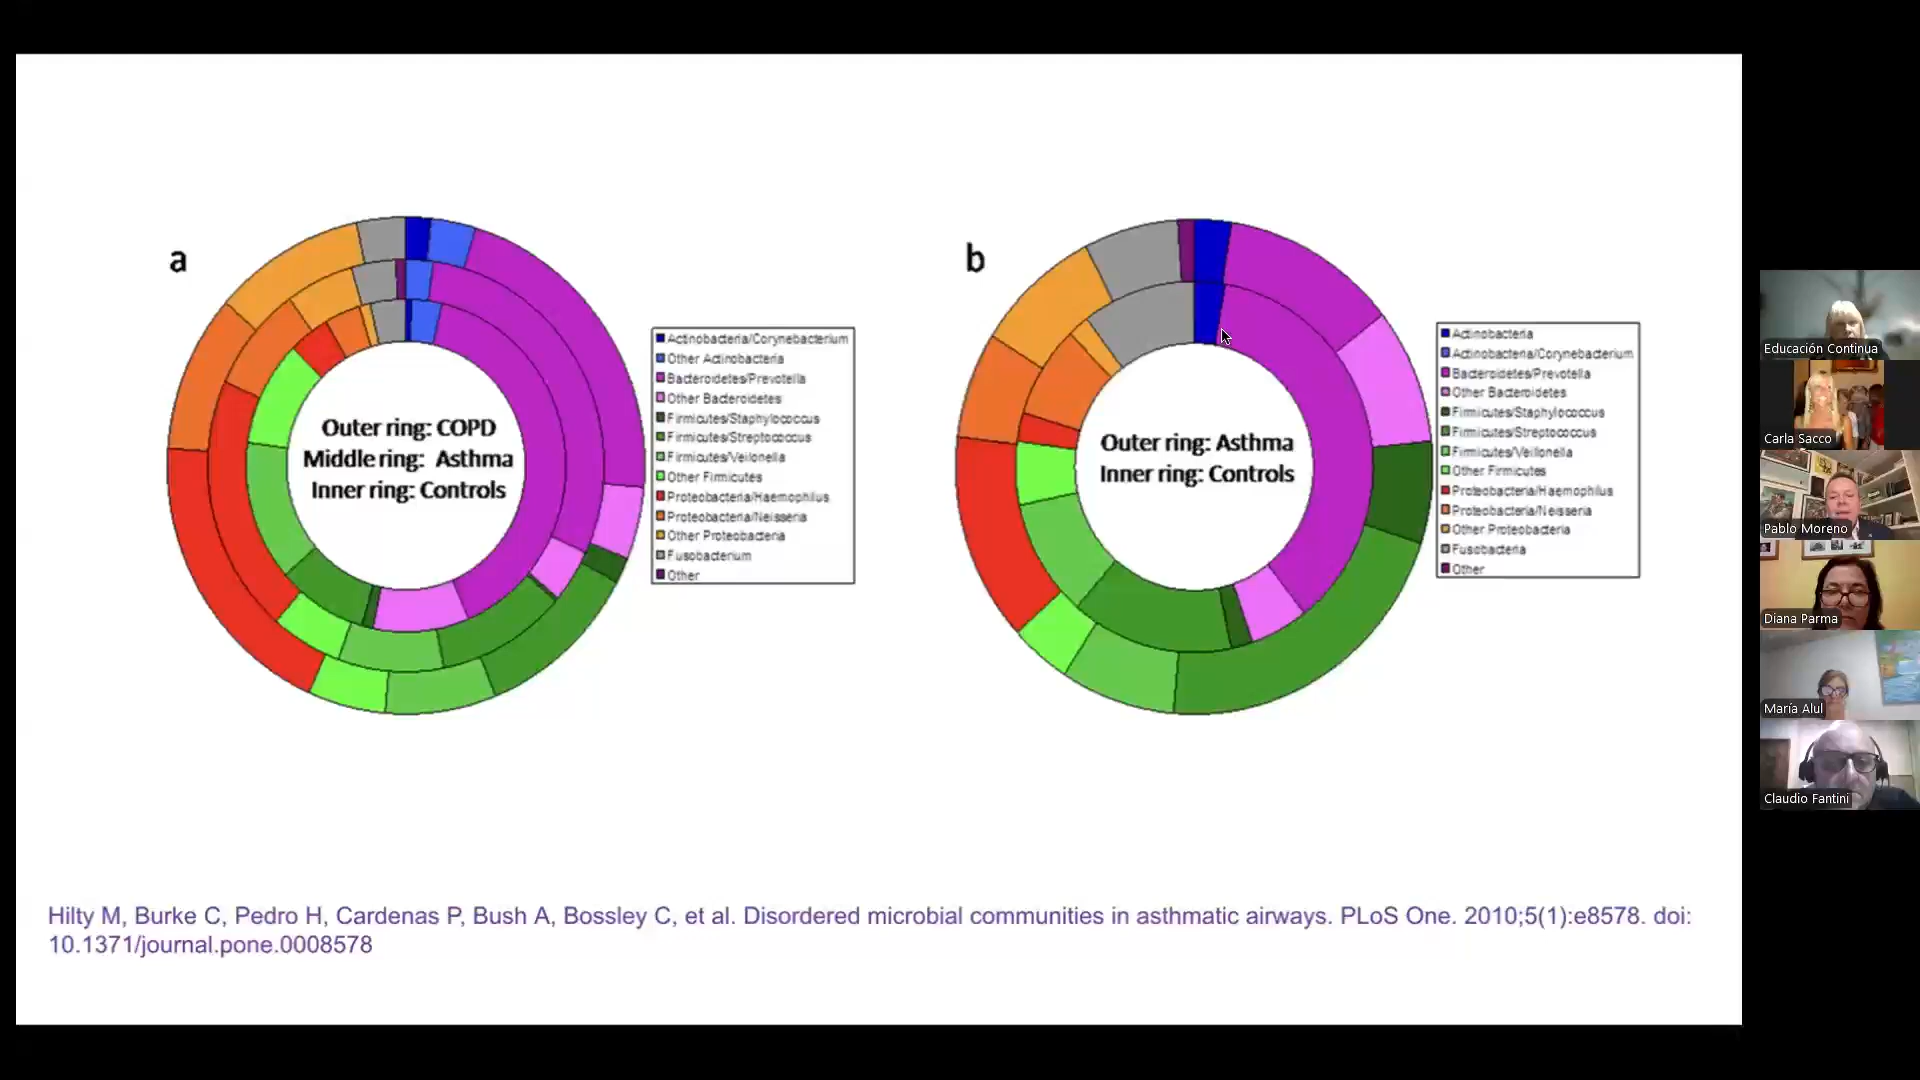 a
Outer ring: COPD
Middle ring: Asthma
Inner ring: Controls
Actinobacteria/Corynebacterium
Other Actinobacteria
Bacteroidetes/Prevotella
Other Bacteroidetes
Firmicutes/Staphylococcus
Firmicutes/Streptococcus
Firmicutes/Veillonella
Other Firmicutes
Proteobacteria/Haemophilus
Proteobacteria/Neisseria
Other Proteobacteria
Fusobacterium
Other
b
Outer ring: Asthma
Inner ring: Controls
Actinobacteria
Actinobacteria/Corynebacterium
Bacteroidetes/Prevotella
Other Bacteroidetes
Firmicutes/Staphylococcus
Firmicutes/Streptococcus
Firmicutes/Veillonella
Other Firmicutes
Proteobacteria/Haemophilus
Proteobacteria/Neisseria
Other Proteobacteria
Fusobacteria
Other
Hilty M, Burke C, Pedro H, Cardenas P, Bush A, Bossley C, et al. Disordered microbial communities in asthmatic airways. PLoS One. 2010;5(1):e8578. doi:
10.1371/journal.pone.0008578
Educación Continua
Carla Sacco
Pablo Moreno
Diana Parma
María Alul
Claudio Fantini